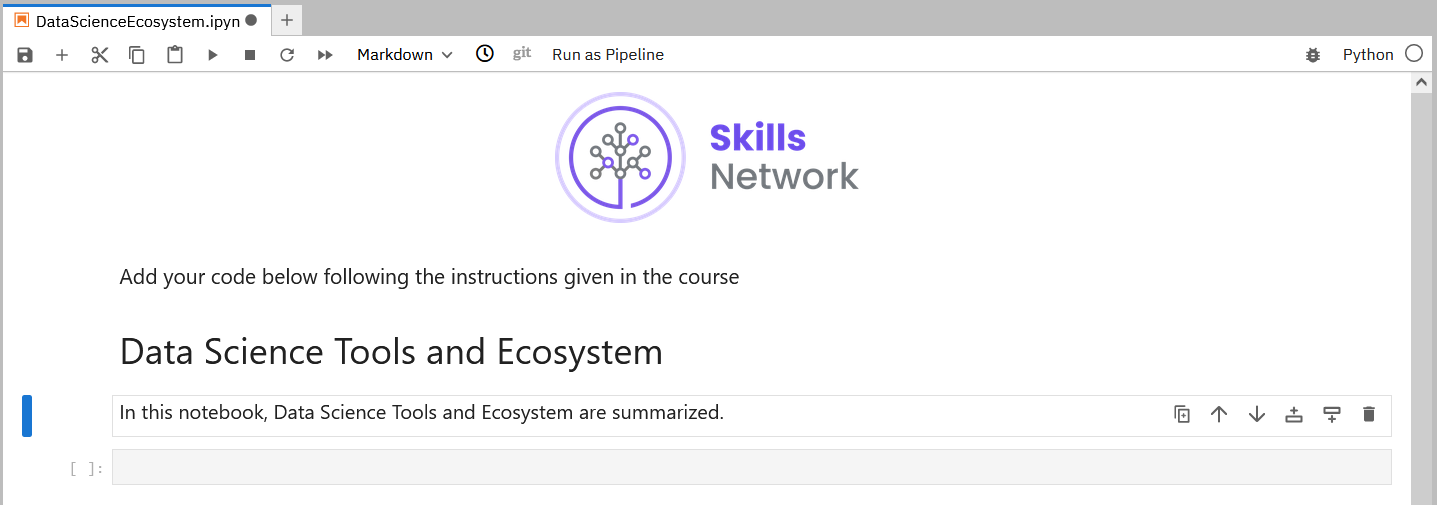 DataScienceEcosystem.ipyn
Markdown git Run as Pipeline Python
Skills
Network
Add your code below following the instructions given in the course
Data Science Tools and Ecosystem
In this notebook, Data Science Tools and Ecosystem are summarized.
[ ]: